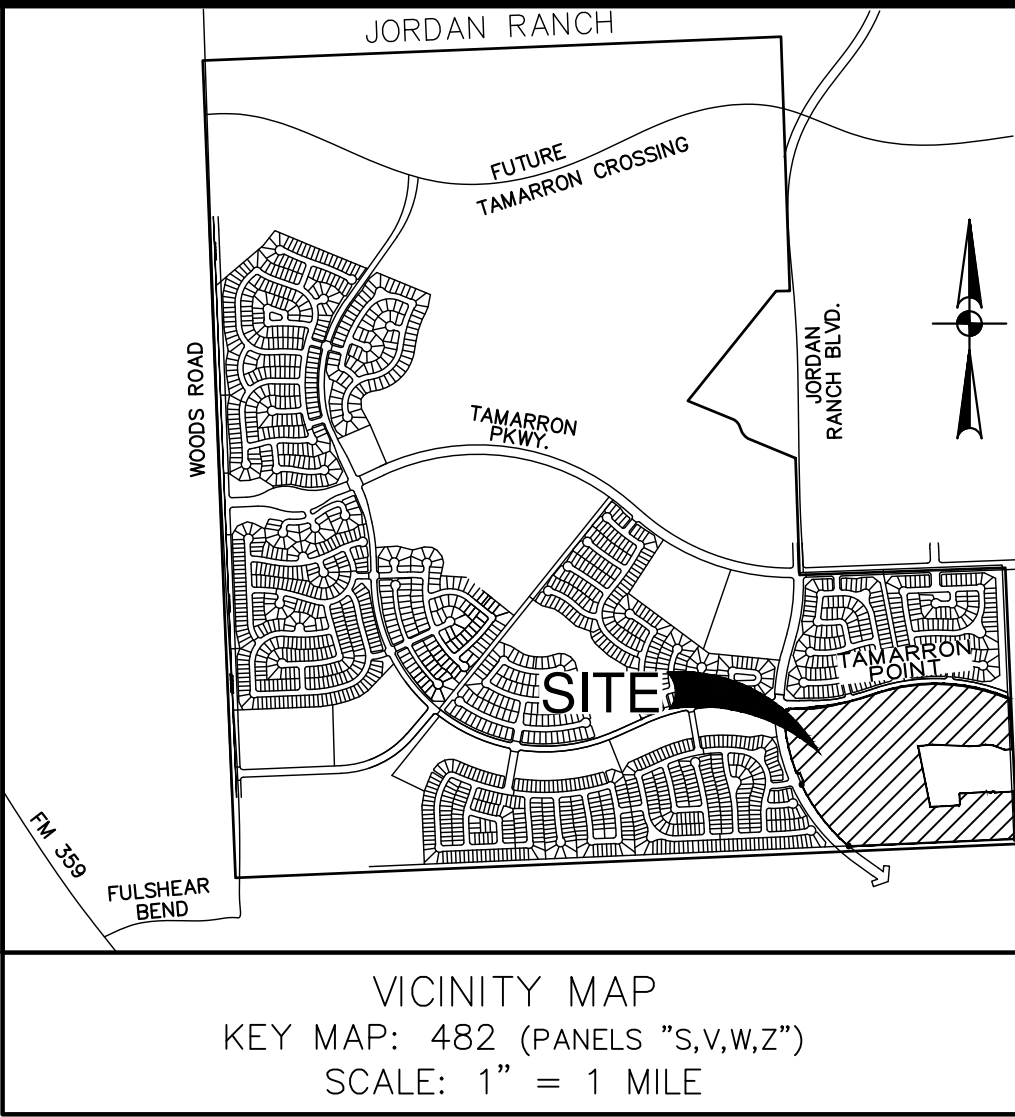 JORDAN RANCH
FUTURE
TAMARRON CROSSING
JORDAN
RANCH BLVD.
WOODS ROAD
TAMARRON
PKWY.
TAMARRON
POINT
SITE
FM 359
FULSHEAR
BEND
VICINITY MAP
KEY MAP: 482 (PANELS "S,V,W,Z")
SCALE: 1" = 1 MILE